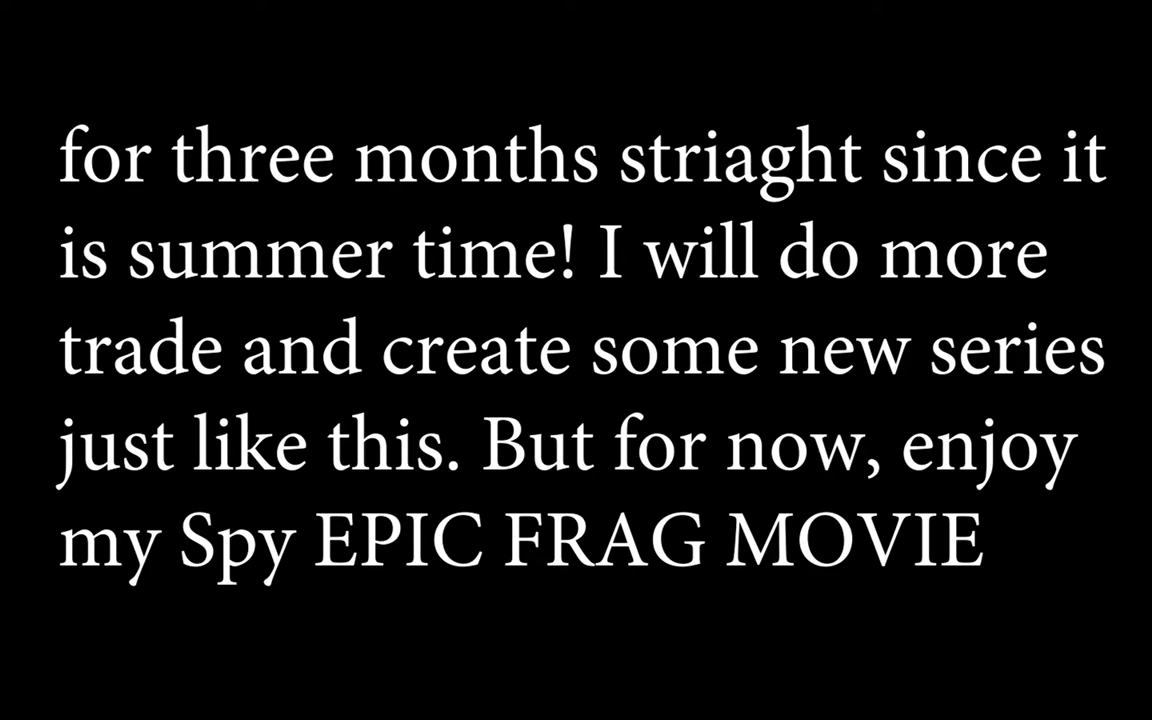 for three months striaght since it
is summer time! I will do more
trade and create some new series
just like this. But for now, enjoy
my Spy EPIC FRAG MOVIE